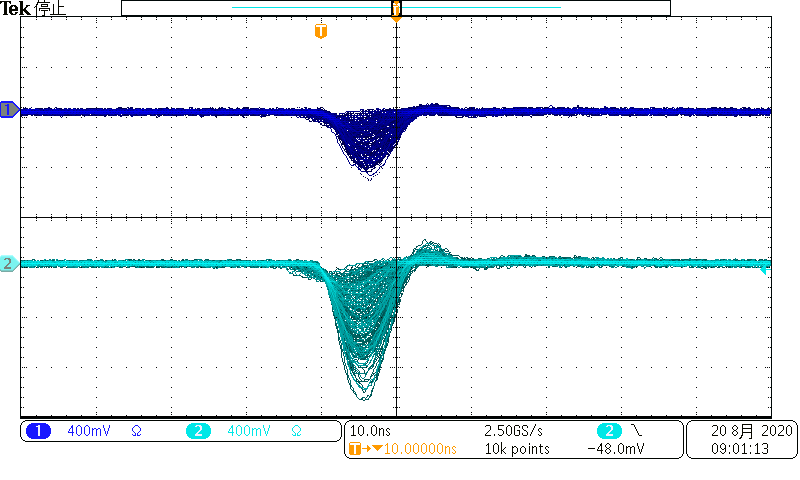 Tek 停止
T
T
1
2
1 400mV Ω 2 400mV Ω
10.0ns 2.50GS/s 2
T→▼10.00000ns 10k points −48.0mV
20 8月 2020
09:01:13